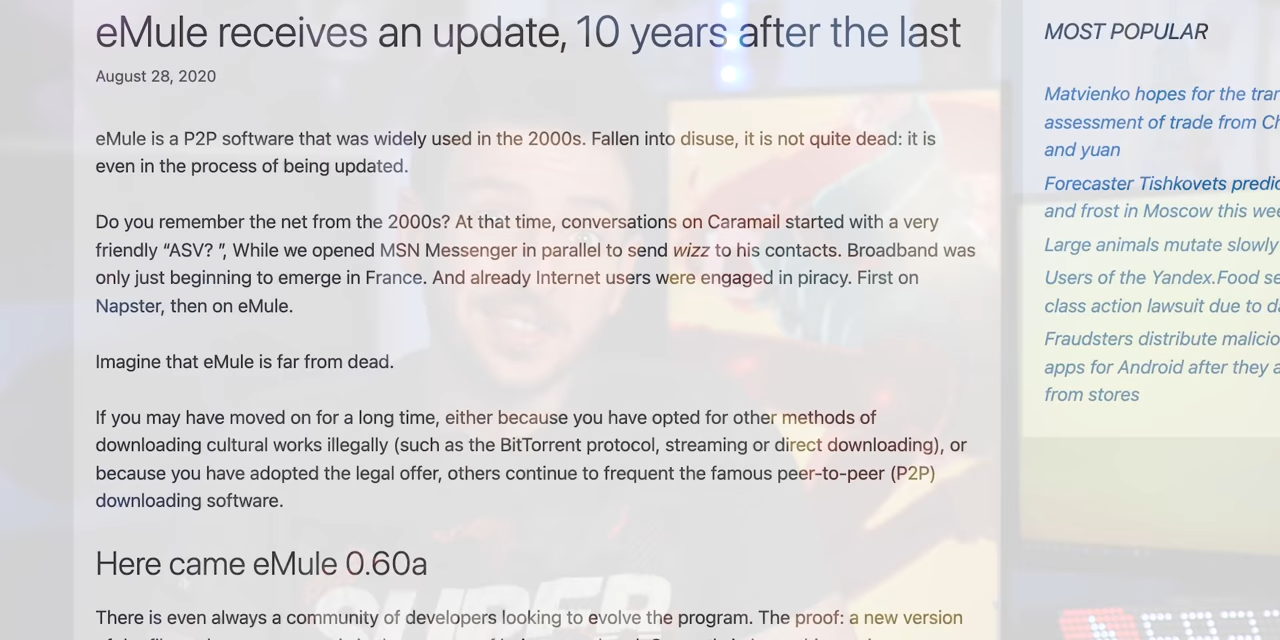 eMule receives an update, 10 years after the last
August 28, 2020
eMule is a P2P software that was widely used in the 2000s. Fallen into disuse, it is not quite dead: it is
even in the process of being updated.
Do you remember the net from the 2000s? At that time, conversations on Caramail started with a very
friendly “ASV? ”, While we opened MSN Messenger in parallel to send wizz to his contacts. Broadband was
only just beginning to emerge in France. And already Internet users were engaged in piracy. First on
Napster, then on eMule.
Imagine that eMule is far from dead.
If you may have moved on for a long time, either because you have opted for other methods of
downloading cultural works illegally (such as the BitTorrent protocol, streaming or direct downloading), or
because you have adopted the legal offer, others continue to frequent the famous peer-to-peer (P2P)
downloading software.
Here came eMule 0.60a
There is even always a community of developers looking to evolve the program. The proof: a new version
MOST POPULAR
Matvienko hopes for the
assessment of trade from
and yuan
Forecaster Tishkovets
and frost in Moscow this
Large animals mutate slowly
Users of the Yandex.Food
class action lawsuit due to
Fraudsters distribute
apps for Android after they
from stores
SUPER